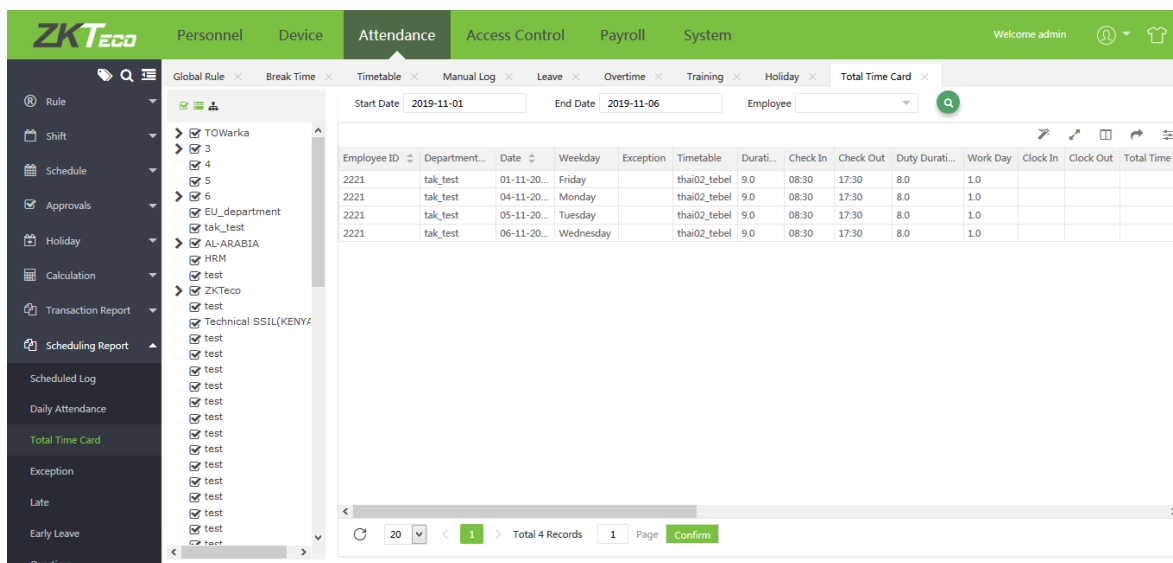 ZKTeco Personnel Device Attendance Access Control Payroll System Welcome admin
Global Rule Break Time Timetable Manual Log Leave Overtime Training Holiday Total Time Card
Start Date 2019-11-01 End Date 2019-11-06 Employee
Rule
Shift
Schedule
Approvals
Holiday
Calculation
Transaction Report
Scheduling Report
Scheduled Log
Daily Attendance
Total Time Card
Exception
Late
Early Leave
TOWarka
3
4
5
6
EU_department
tak_test
AL-ARABIA
HRM
test
ZKTeco
test
Technical SSIL(KENYA
test
test
test
test
test
test
test
test
test
test
test
test
test
test
Employee ID Department... Date Weekday Exception Timetable Durati... Check In Check Out Duty Durati... Work Day Clock In Clock Out Total Time
2221 tak_test 01-11-20... Friday thai02_tebel 9.0 08:30 17:30 8.0 1.0
2221 tak_test 04-11-20... Monday thai02_tebel 9.0 08:30 17:30 8.0 1.0
2221 tak_test 05-11-20... Tuesday thai02_tebel 9.0 08:30 17:30 8.0 1.0
2221 tak_test 06-11-20... Wednesday thai02_tebel 9.0 08:30 17:30 8.0 1.0
20 1 Total 4 Records 1 Page Confirm